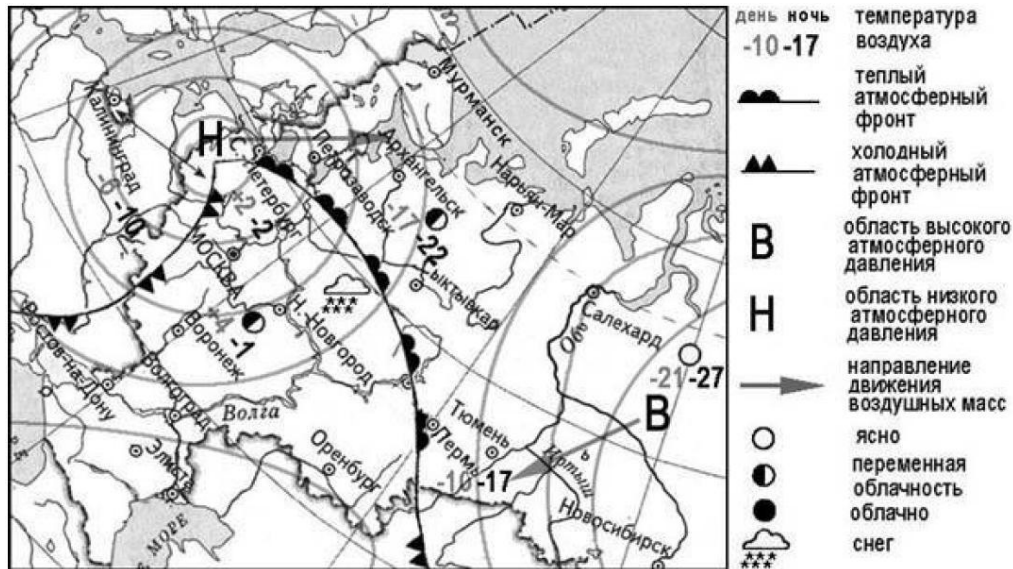 Мурманск
Калининград
Н
Петрозаводск
Архангельск
Нарьян-Мар
-6 -10
+2 -2
-17 -22
МОСКВА
Сыктывкар
Салехард
Обь
+4 -1
Н. Новгород
Воронеж
Ростов-на-Дону
Волгоград
Волга
-21 -27
В
Тюмень
Пермь
Оренбург
Иртыш
-10 -17
Элиста
Новосибирск
МОРЕ
день ночь
-10 -17
температура
воздуха
теплый
атмосферный
фронт
холодный
атмосферный
фронт
В
область высокого
атмосферного
давления
Н
область низкого
атмосферного
давления
направление
движения
воздушных масс
ясно
переменная
облачность
облачно
снег